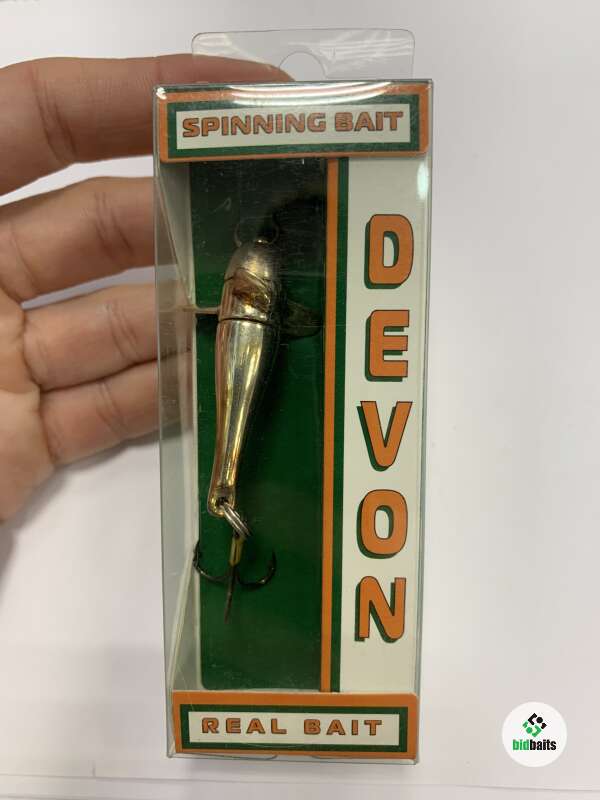 SPINNING BAIT
DEVON
REAL BAIT
bidbaits